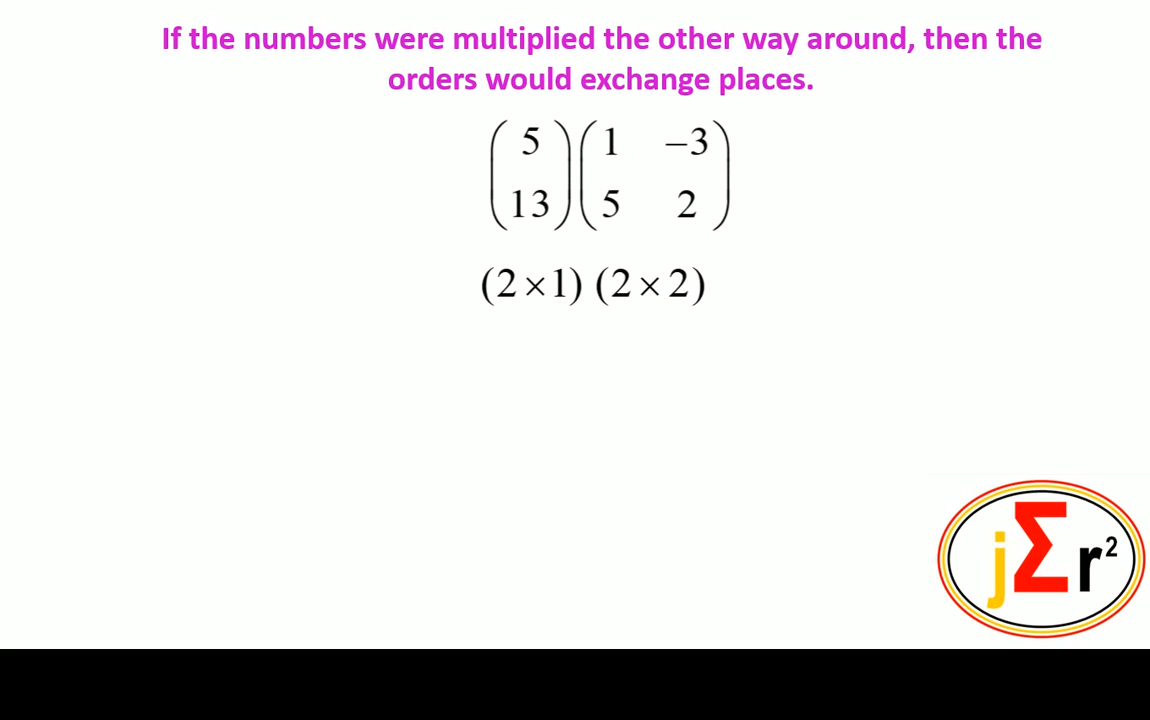 If the numbers were multiplied the other way around, then the
orders would exchange places.
5 1 −3
13 5 2
(2×1) (2×2)
jΣr²